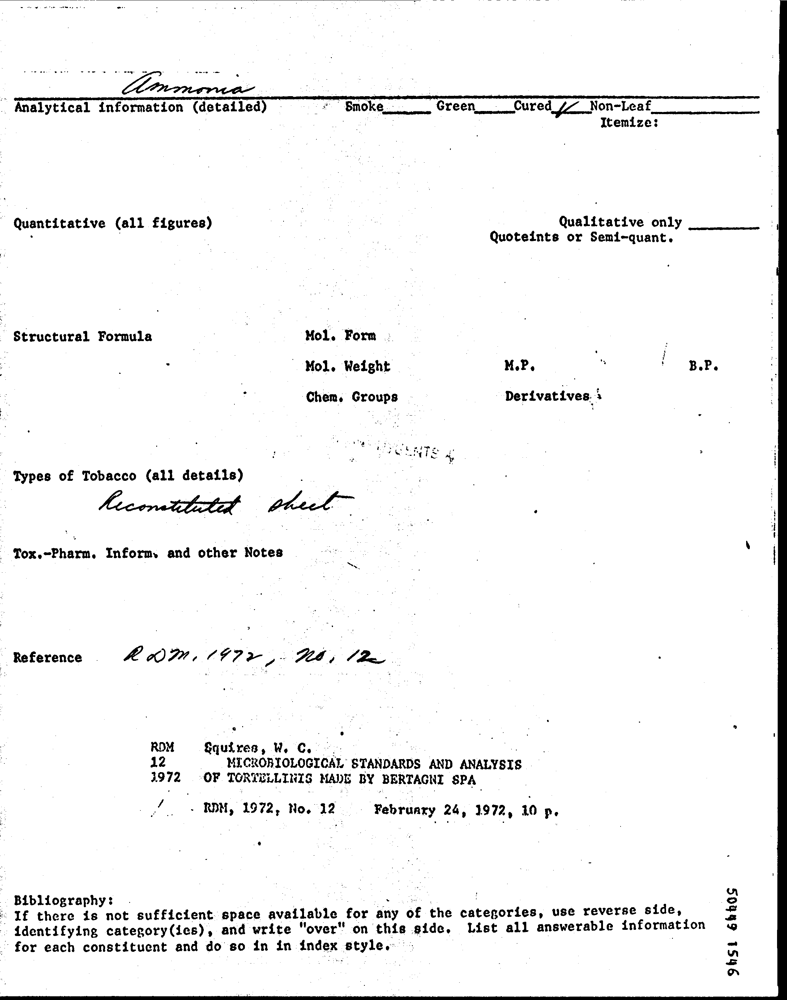 Ammonia
Analytical information (detailed) Smoke Green Cured ✓ Non-Leaf
Itemize:
Quantitative (all figures) Qualitative only
Quoteints or Semi-quant.
Structural Formula Mol. Form
Mol. Weight M.P. B.P.
Chem. Groups Derivatives
Types of Tobacco (all details)
Reconstituted sheet
Tox.-Pharm. Inform. and other Notes
Reference RDM, 1972, no. 12
RDM Squires, W. C.
12 MICROBIOLOGICAL STANDARDS AND ANALYSIS
1972 OF TORTELLINIS MADE BY BERTAGNI SPA
RDM, 1972, No. 12 February 24, 1972, 10 p.
Bibliography:
If there is not sufficient space available for any of the categories, use reverse side,
identifying category(ies), and write "over" on this side. List all answerable information
for each constituent and do so in in index style.
50449 1546